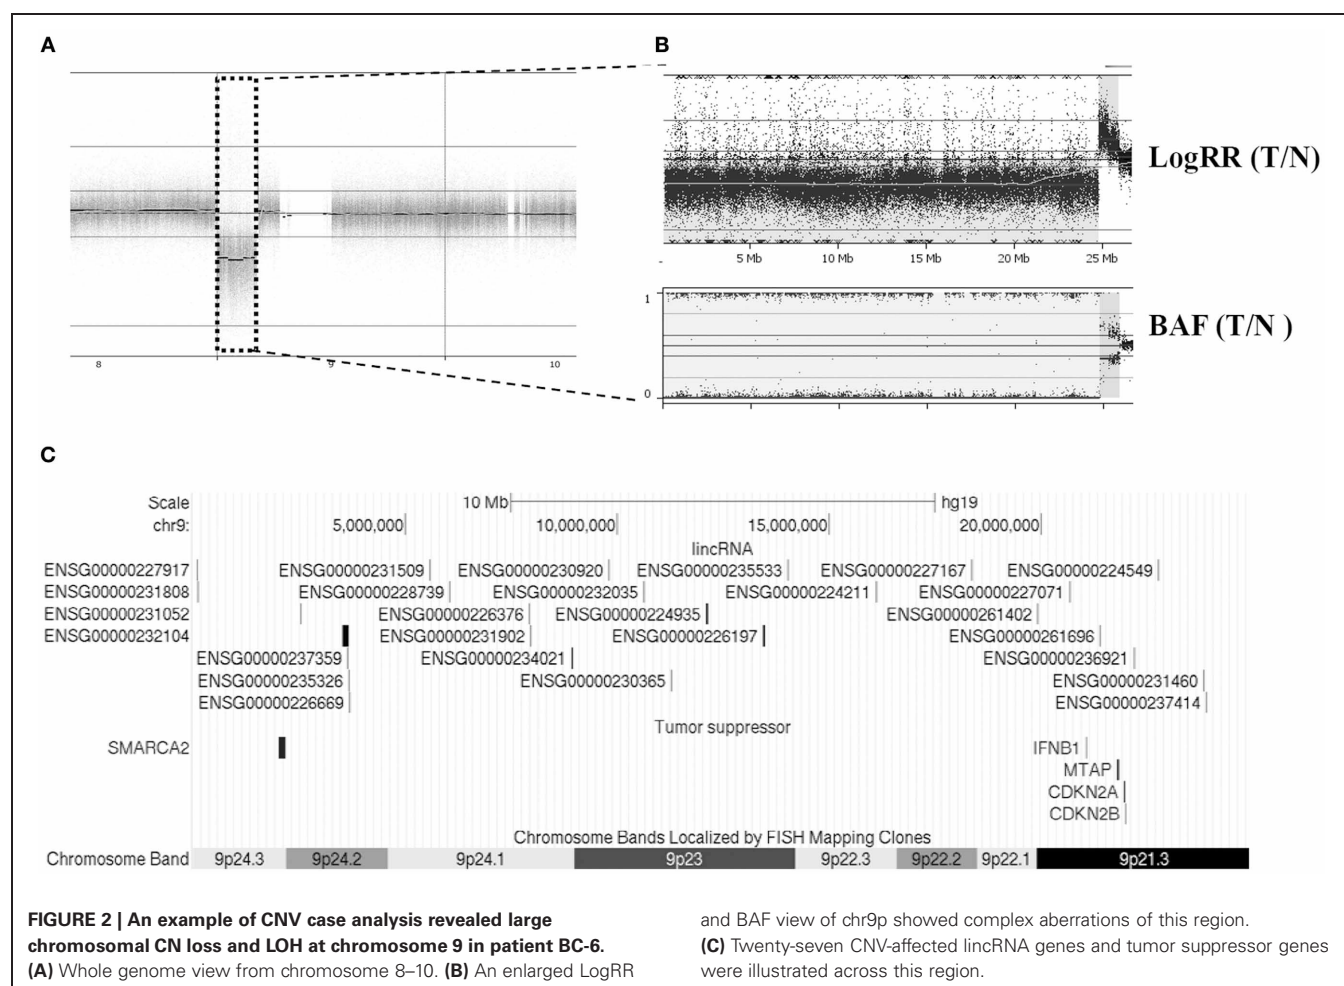 A
B
LogRR (T/N)
5 Mb 10 Mb 15 Mb 20 Mb 25 Mb
1
BAF (T/N )
0
8 9 10
C
Scale 10 Mb hg19
chr9: 5,000,000 10,000,000 15,000,000 20,000,000
lincRNA
ENSG00000227917 ENSG00000231509 ENSG00000230920 ENSG00000235533 ENSG00000227167 ENSG00000224549
ENSG00000231808 ENSG00000228739 ENSG00000232035 ENSG00000224211 ENSG00000227071
ENSG00000231052 ENSG00000226376 ENSG00000224935 ENSG00000261402
ENSG00000232104 ENSG00000231902 ENSG00000226197 ENSG00000261696
ENSG00000237359 ENSG00000234021 ENSG00000236921
ENSG00000235326 ENSG00000230365 ENSG00000231460
ENSG00000226669 ENSG00000237414
Tumor suppressor
SMARCA2 IFNB1
MTAP
CDKN2A
CDKN2B
Chromosome Bands Localized by FISH Mapping Clones
Chromosome Band 9p24.3 9p24.2 9p24.1 9p23 9p22.3 9p22.2 9p22.1 9p21.3
FIGURE 2 | An example of CNV case analysis revealed large
chromosomal CN loss and LOH at chromosome 9 in patient BC-6.
(A) Whole genome view from chromosome 8–10. (B) An enlarged LogRR
and BAF view of chr9p showed complex aberrations of this region.
(C) Twenty-seven CNV-affected lincRNA genes and tumor suppressor genes
were illustrated across this region.